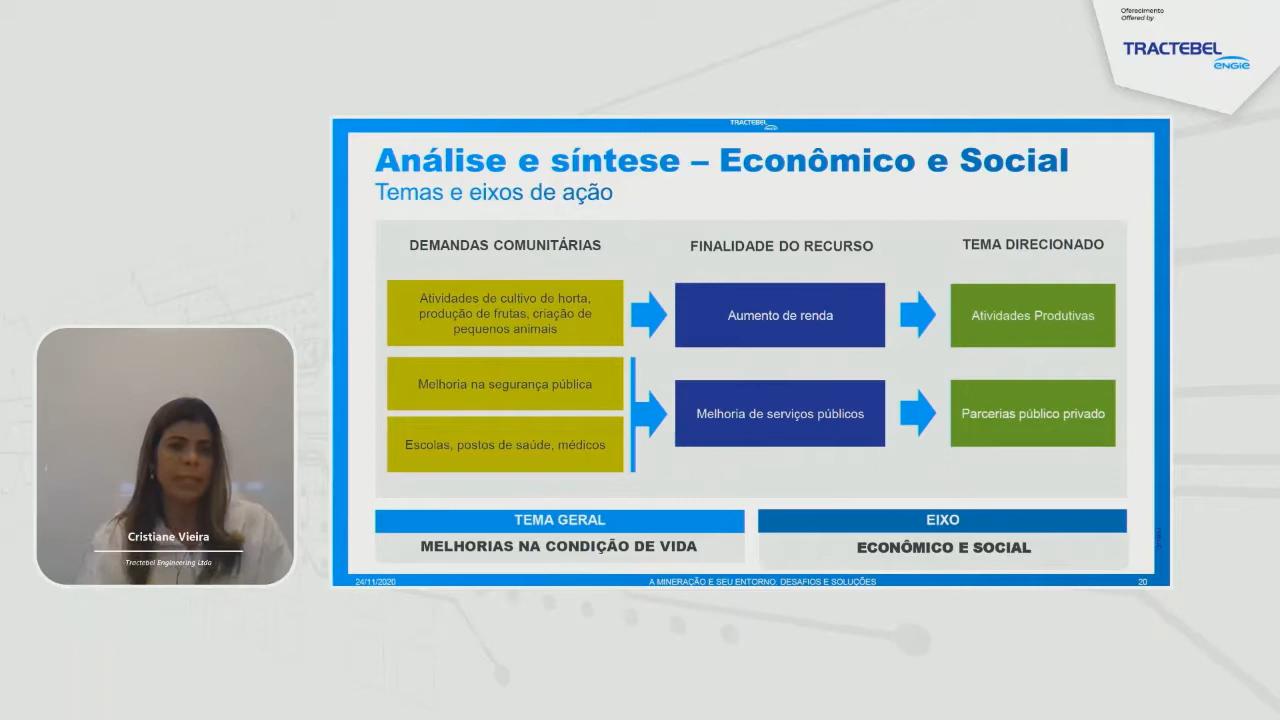 Oferecimento
Offered by
TRACTEBEL
ENGIE
TRACTEBEL
ENGIE
Análise e síntese – Econômico e Social
Temas e eixos de ação
DEMANDAS COMUNITÁRIAS
FINALIDADE DO RECURSO
TEMA DIRECIONADO
Atividades de cultivo de horta,
produção de frutas, criação de
pequenos animais
Aumento de renda
Atividades Produtivas
Melhoria na segurança pública
Melhoria de serviços públicos
Parcerias público privado
Escolas, postos de saúde, médicos
TEMA GERAL
MELHORIAS NA CONDIÇÃO DE VIDA
EIXO
ECONÔMICO E SOCIAL
24/11/2020
A MINERAÇÃO E SEU ENTORNO: DESAFIOS E SOLUÇÕES
20
Cristiane Vieira
Tractebel Engineering Ltda